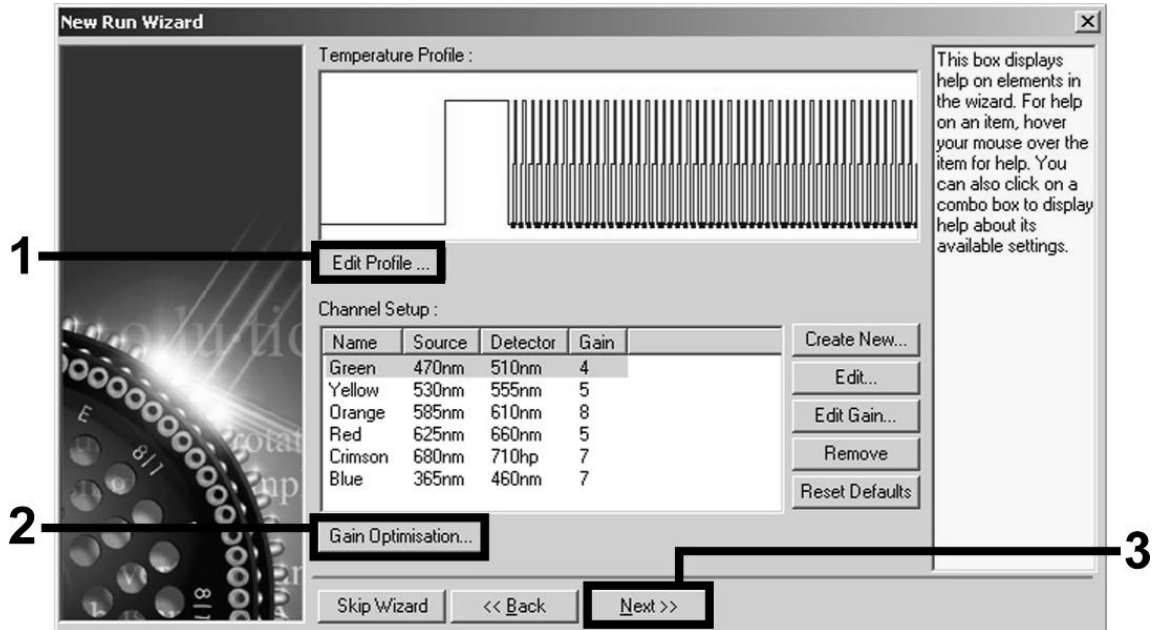 New Run Wizard
Temperature Profile :
This box displays
help on elements in
the wizard. For help
on an item, hover
your mouse over the
item for help. You
can also click on a
combo box to display
help about its
available settings.
1
Edit Profile ...
Channel Setup :
Name Source Detector Gain
Green 470nm 510nm 4
Yellow 530nm 555nm 5
Orange 585nm 610nm 8
Red 625nm 660nm 5
Crimson 680nm 710hp 7
Blue 365nm 460nm 7
Create New...
Edit...
Edit Gain...
Remove
Reset Defaults
E
8/1
8/1
2
Gain Optimisation...
3
Skip Wizard
<< Back
Next >>